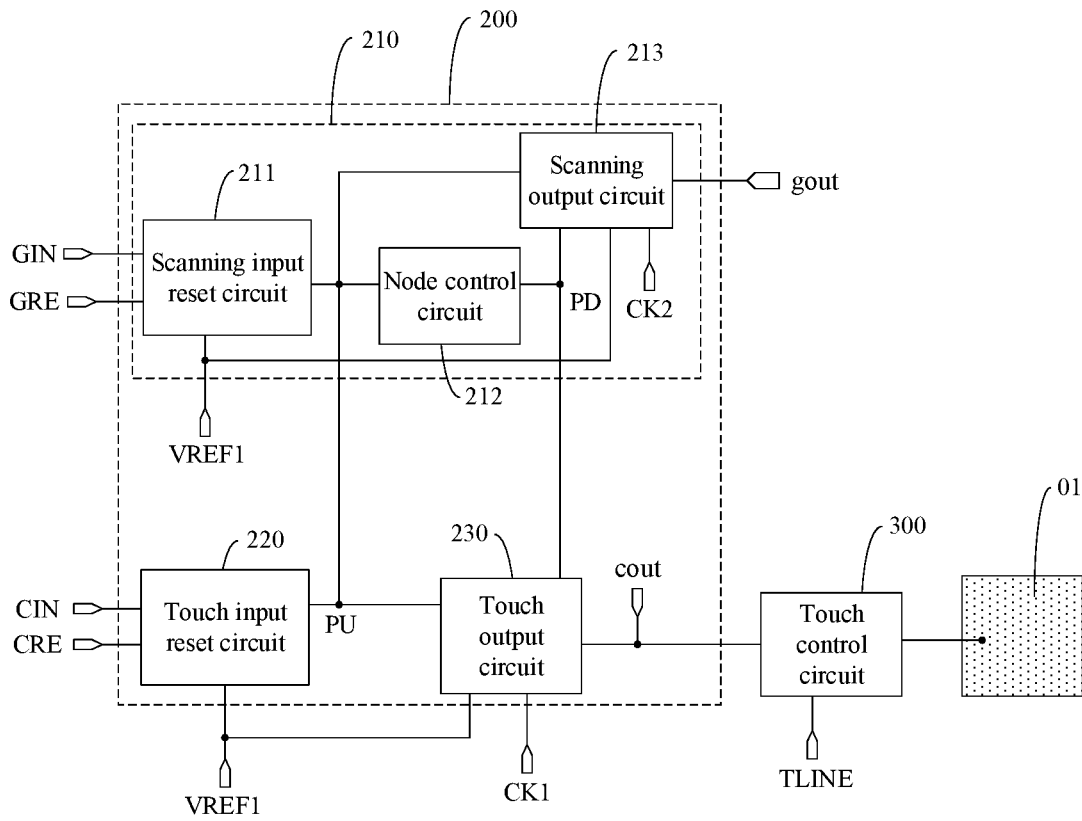 200
210
213
Scanning
output circuit
gout
211
GIN
Scanning input
reset circuit
GRE
Node control
circuit
PD
CK2
212
VREF1
01
220
230
300
cout
CIN
Touch input
reset circuit
CRE
PU
Touch
output
circuit
Touch
control
circuit
VREF1
CK1
TLINE